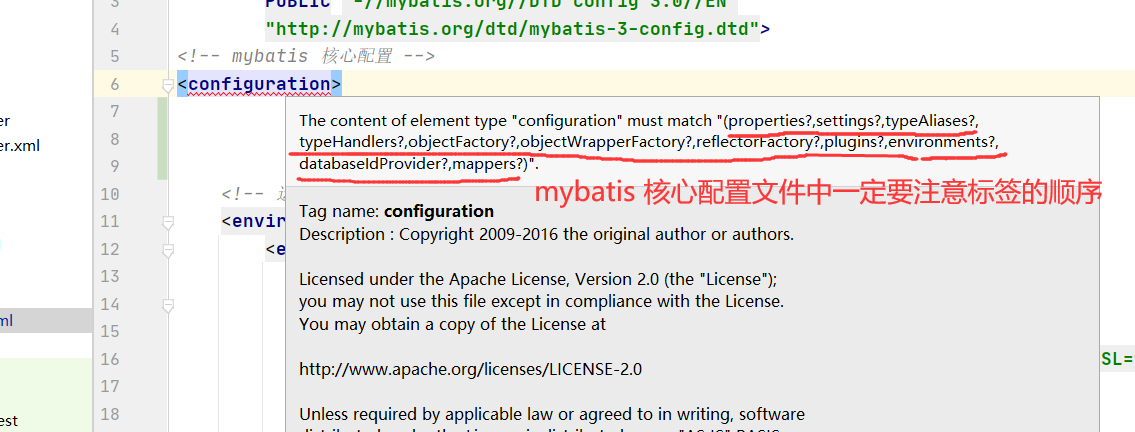 3 PUBLIC "-//mybatis.org//DTD Config 3.0//EN"
4 "http://mybatis.org/dtd/mybatis-3-config.dtd">
5 <!-- mybatis 核心配置 -->
6 <configuration>
7
The content of element type "configuration" must match "(properties?,settings?,typeAliases?,
er
8
typeHandlers?,objectFactory?,objectWrapperFactory?,reflectorFactory?,plugins?,environments?,
er.xml
9
databaseIdProvider?,mappers?)".
mybatis 核心配置文件中一定要注意标签的顺序
10 <!--
Tag name: configuration
11 <envir
Description : Copyright 2009-2016 the original author or authors.
12 <e
13
Licensed under the Apache License, Version 2.0 (the "License");
14
you may not use this file except in compliance with the License.
ml
15
You may obtain a copy of the License at
16
SL=
http://www.apache.org/licenses/LICENSE-2.0
17
18
Unless required by applicable law or agreed to in writing, software
est